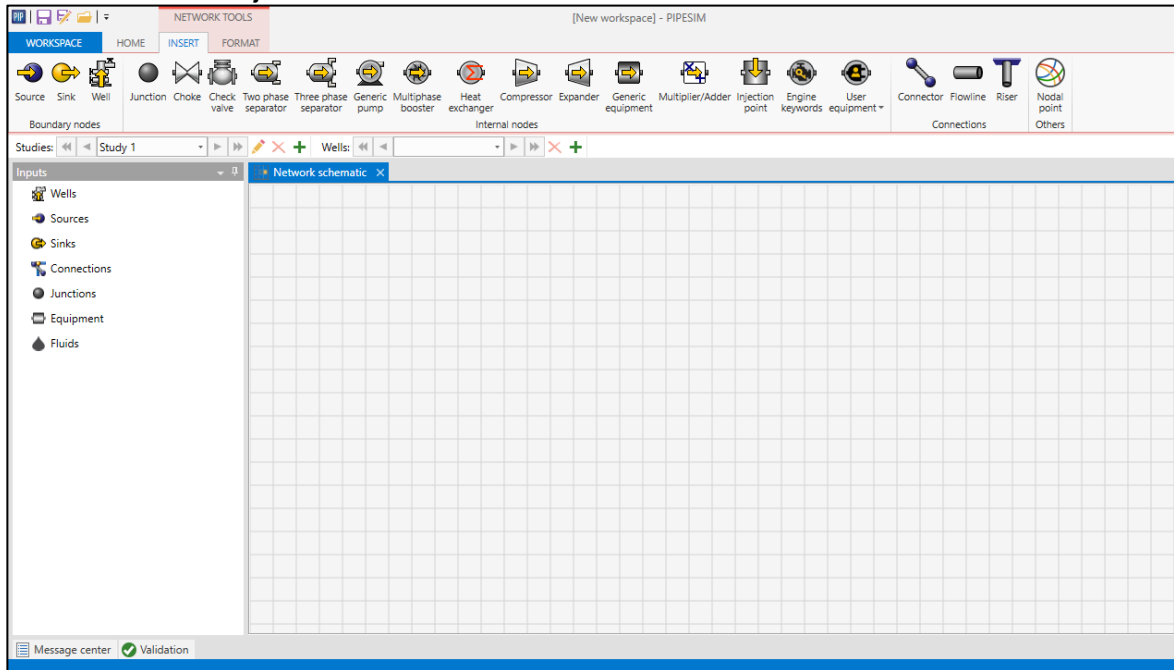 PIP NETWORK TOOLS [New workspace] - PIPESIM
WORKSPACE HOME INSERT FORMAT
Source Sink Well Junction Choke Check valve Two phase separator Three phase separator Generic pump Multiphase booster Heat exchanger Compressor Expander Generic equipment Multiplier/Adder Injection point Engine keywords User equipment Connector Flowline Riser Nodal point
Boundary nodes Internal nodes Connections Others
Studies: Study 1 Wells:
Inputs Network schematic
Wells
Sources
Sinks
Connections
Junctions
Equipment
Fluids
Message center Validation